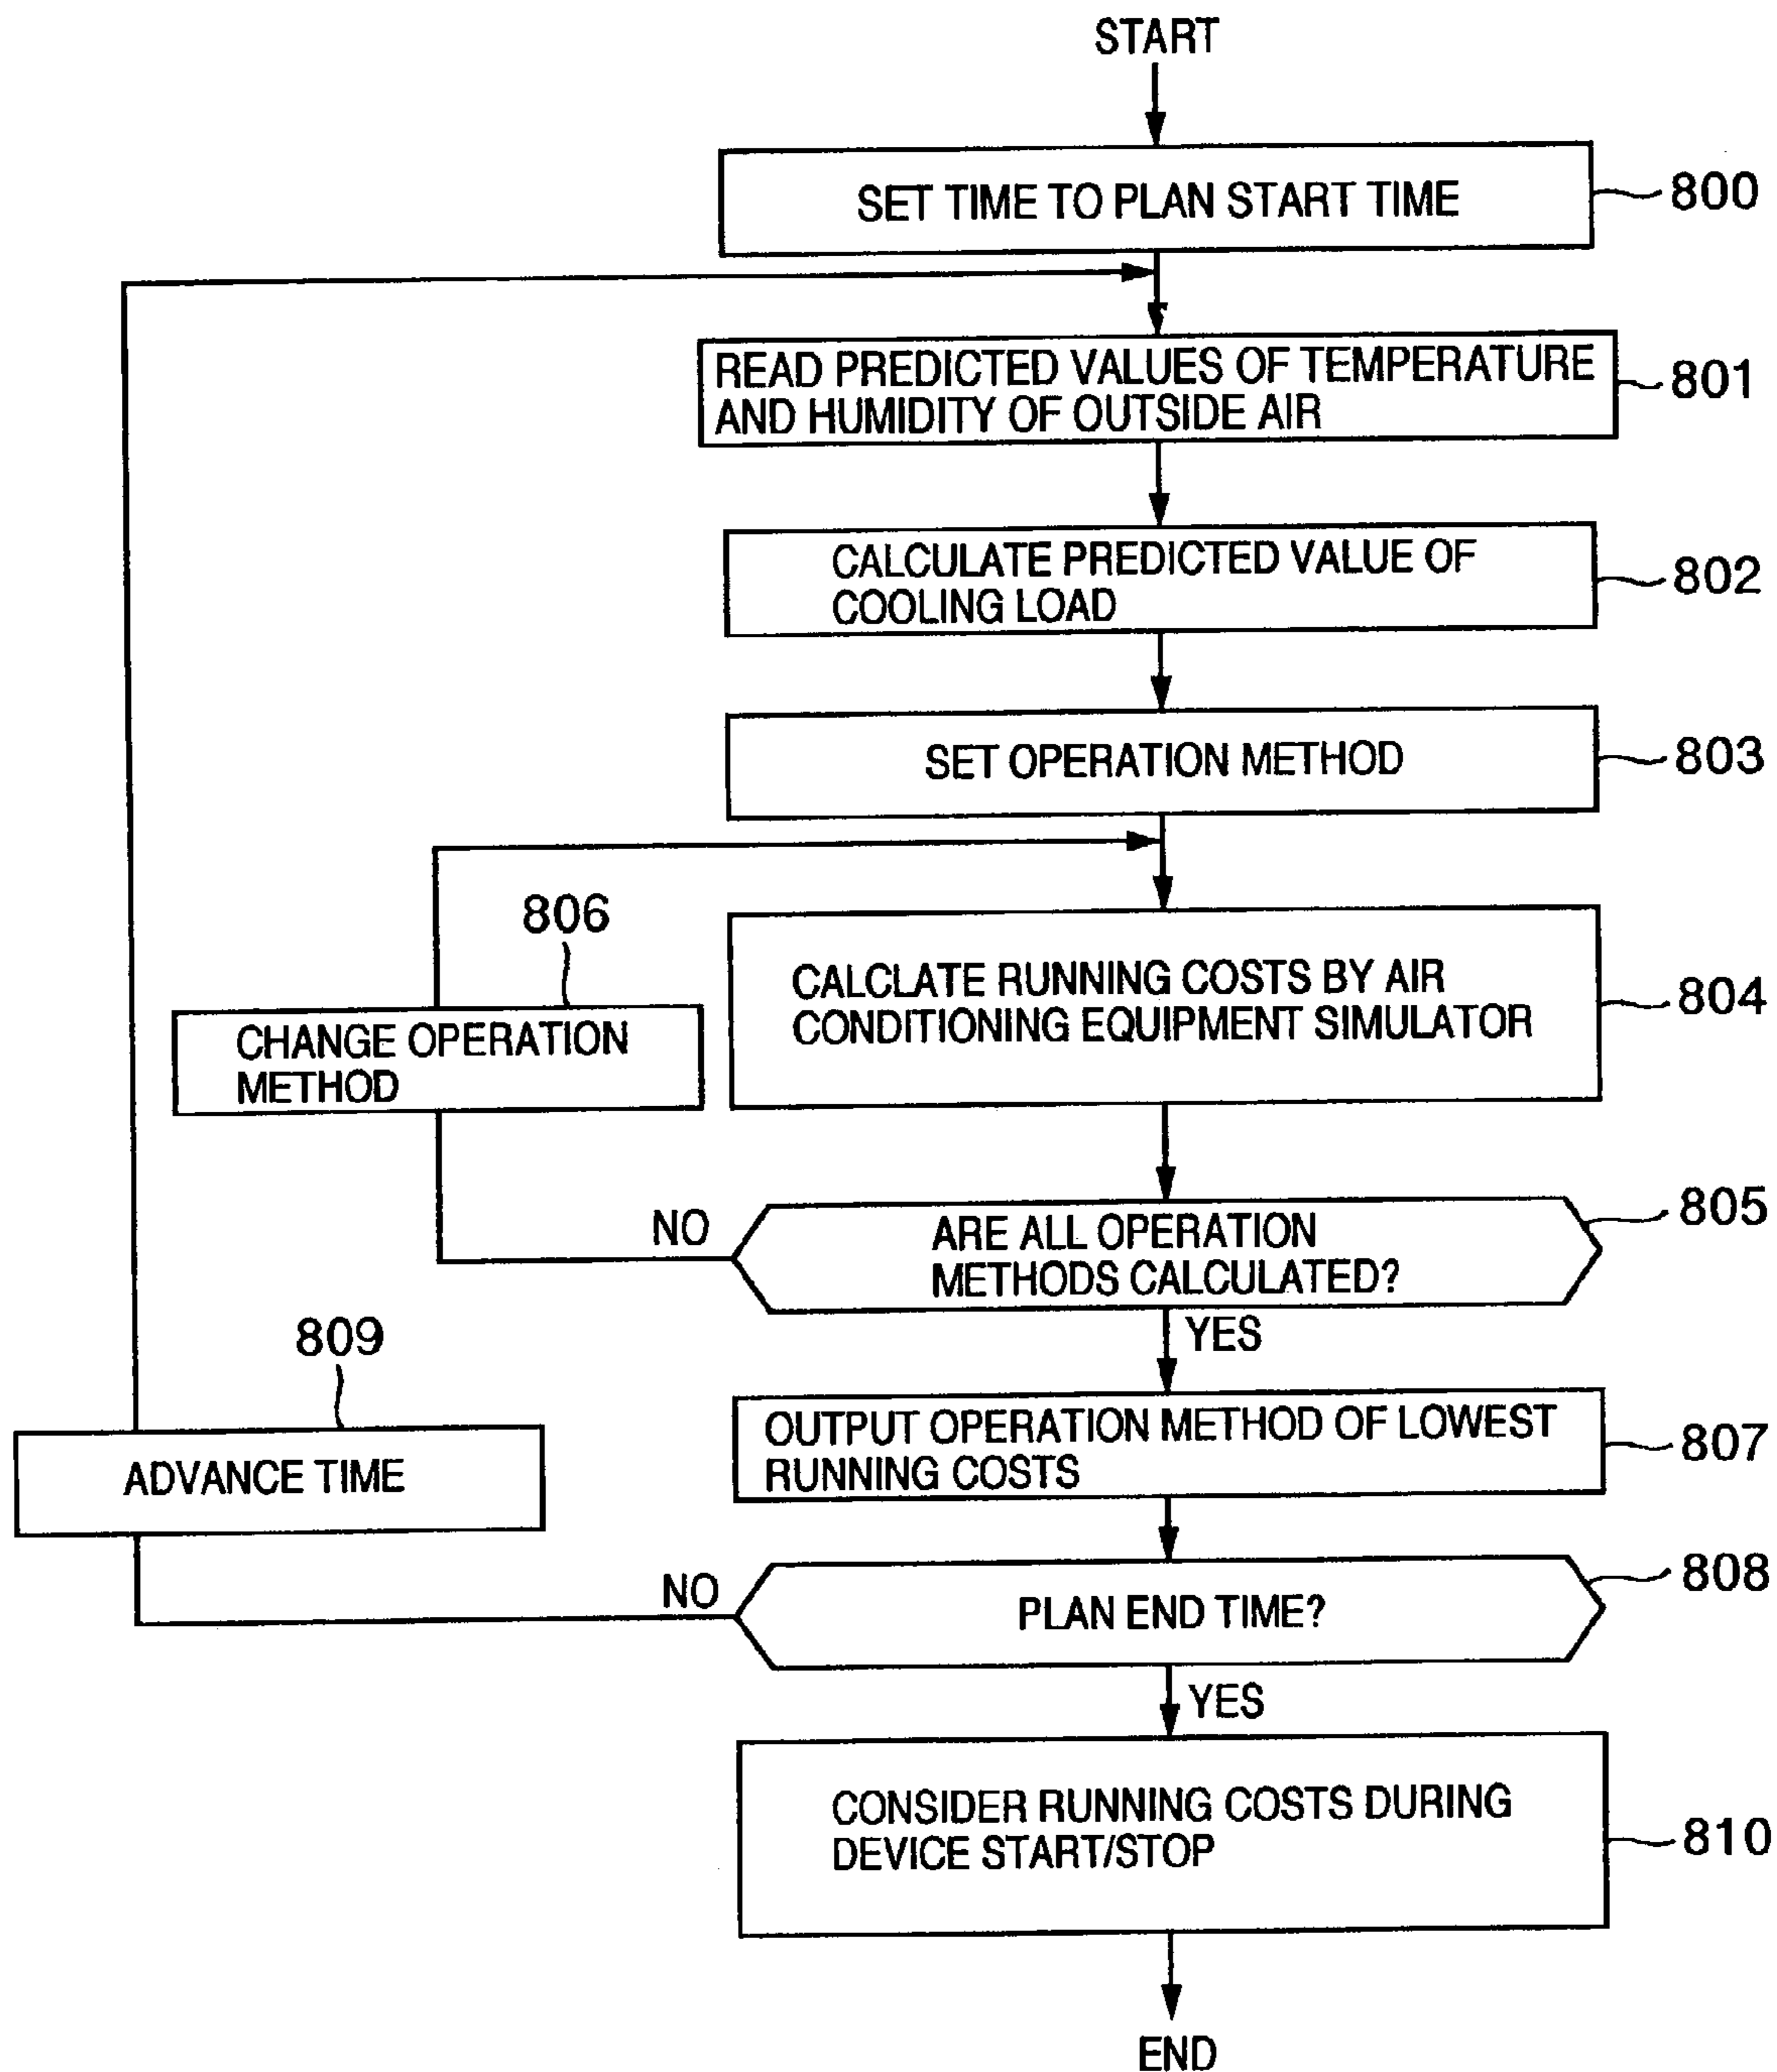 START
SET TIME TO PLAN START TIME
800
READ PREDICTED VALUES OF TEMPERATURE
AND HUMIDITY OF OUTSIDE AIR
801
CALCULATE PREDICTED VALUE OF
COOLING LOAD
802
SET OPERATION METHOD
803
806
CHANGE OPERATION
METHOD
CALCLATE RUNNING COSTS BY AIR
CONDITIONING EQUIPMENT SIMULATOR
804
NO
ARE ALL OPERATION
METHODS CALCULATED?
805
YES
809
ADVANCE TIME
OUTPUT OPERATION METHOD OF LOWEST
RUNNING COSTS
807
NO
PLAN END TIME?
808
YES
CONSIDER RUNNING COSTS DURING
DEVICE START/STOP
810
END